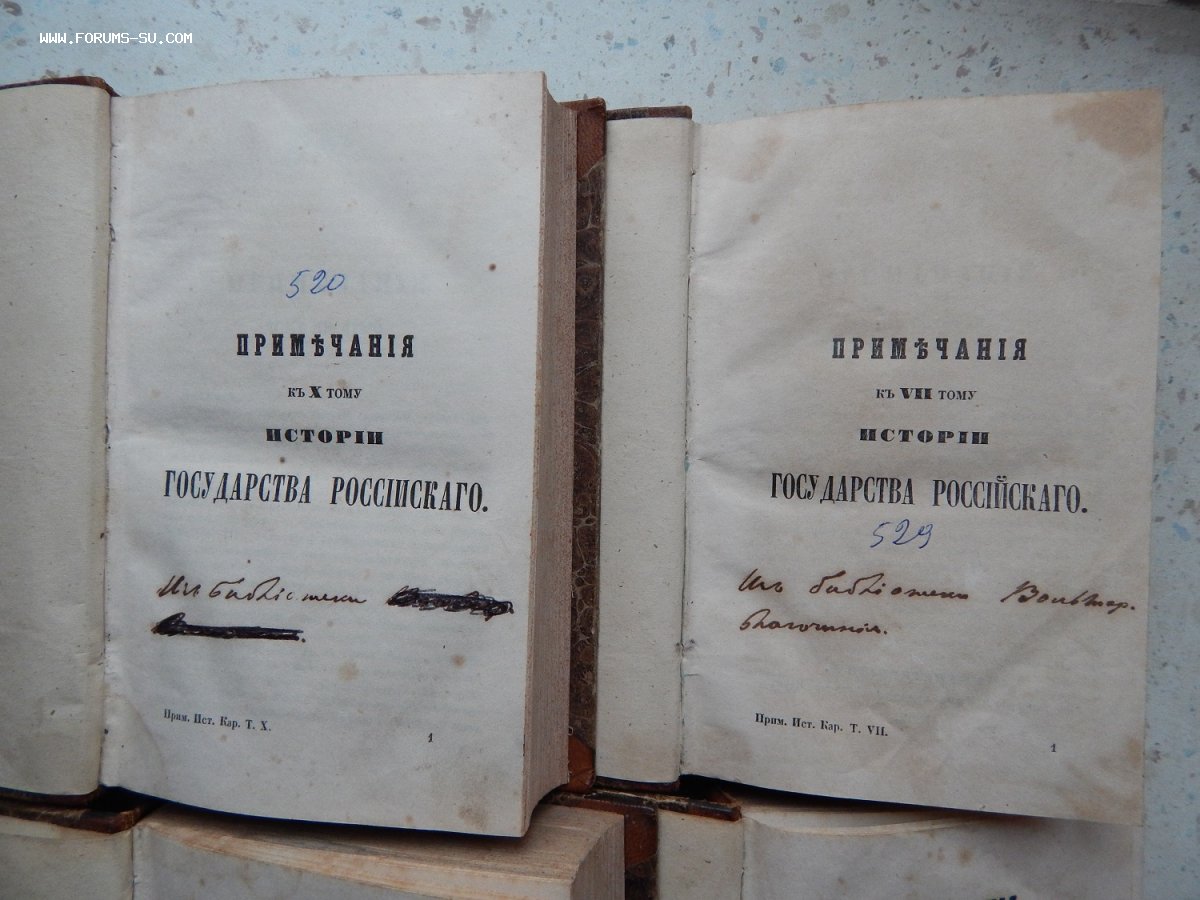 WWW.FORUMS-SU.COM
520
ПРИМѢЧАНІЯ
КЪ X ТОМУ
ИСТОРІИ
ГОСУДАРСТВА РОССІЙСКАГО.
Изъ библіотеки
Прим. Ист. Кар. Т. X.
1
ПРИМѢЧАНІЯ
КЪ VII ТОМУ
ИСТОРІИ
ГОСУДАРСТВА РОССІЙСКАГО.
529
Изъ библіотеки
Прим. Ист. Кар. Т. VII.
1